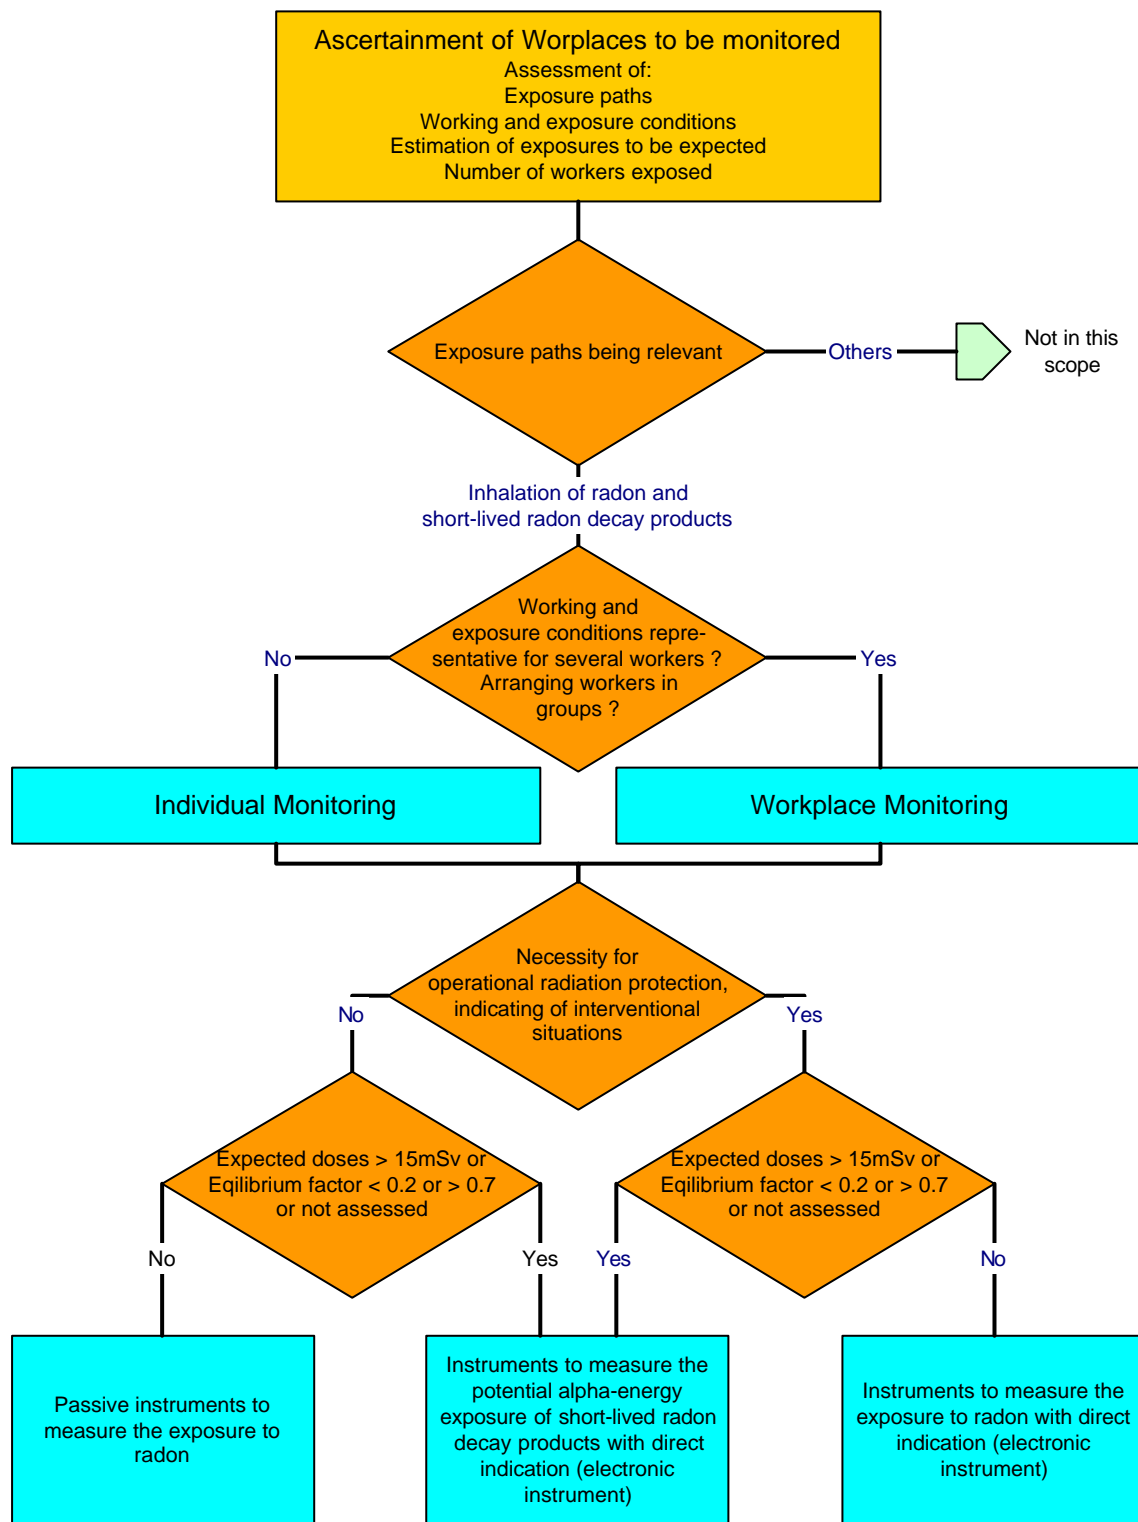 Ascertainment of Worplaces to be monitored
Assessment of:
Exposure paths
Working and exposure conditions
Estimation of exposures to be expected
Number of workers exposed
Exposure paths being relevant
Others
Not in this
scope
Inhalation of radon and
short-lived radon decay products
Working and
exposure conditions repre-
sentative for several workers ?
Arranging workers in
groups ?
No
Yes
Individual Monitoring
Workplace Monitoring
Necessity for
operational radiation protection,
indicating of interventional
situations
No
Yes
Expected doses > 15mSv or
Eqilibrium factor < 0.2 or > 0.7
or not assessed
Expected doses > 15mSv or
Eqilibrium factor < 0.2 or > 0.7
or not assessed
No
Yes
Yes
No
Passive instruments to
measure the exposure to
radon
Instruments to measure the
potential alpha-energy
exposure of short-lived radon
decay products with direct
indication (electronic
instrument)
Instruments to measure the
exposure to radon with direct
indication (electronic
instrument)